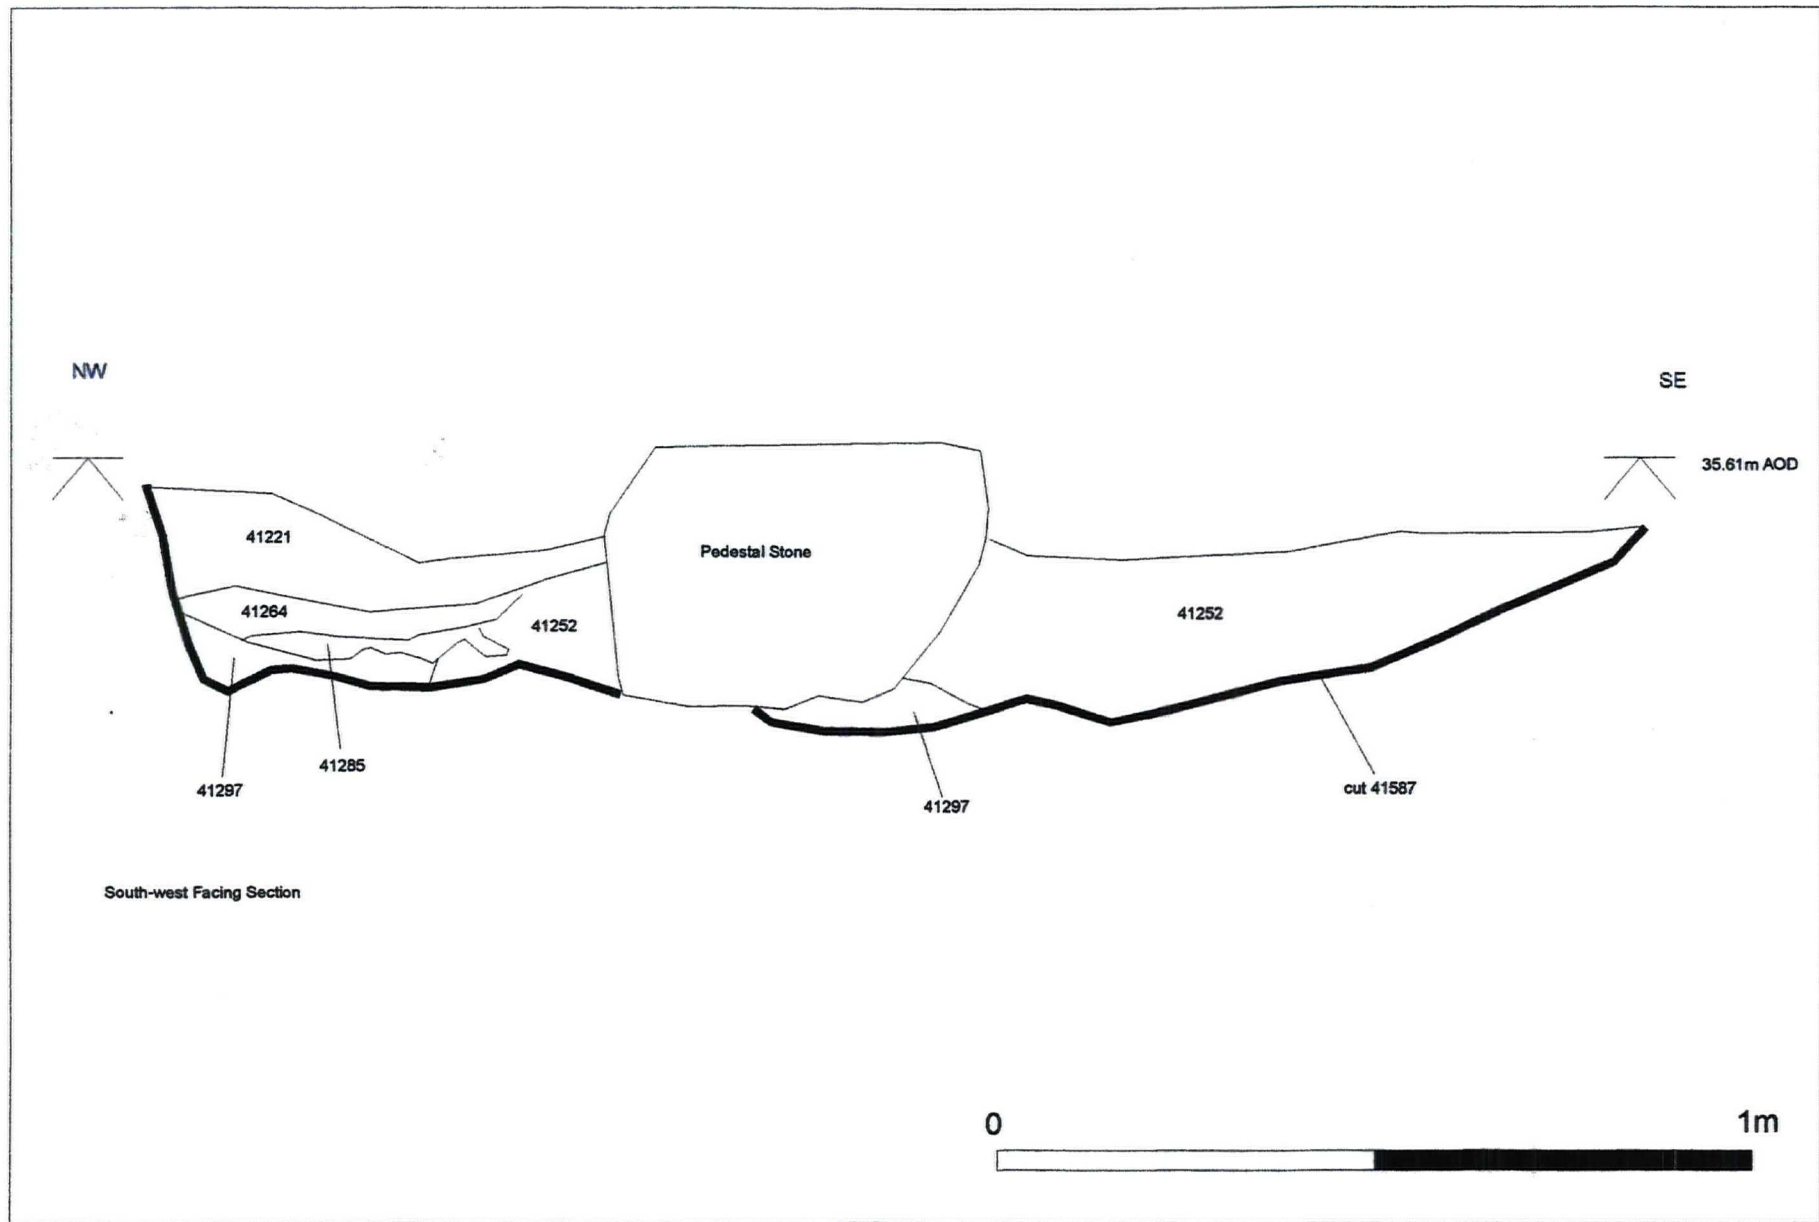 NW
SE
35.61m AOD
41221
Pedestal Stone
41264
41252
41252
41285
41297
41297
cut 41587
South-west Facing Section
0
1m